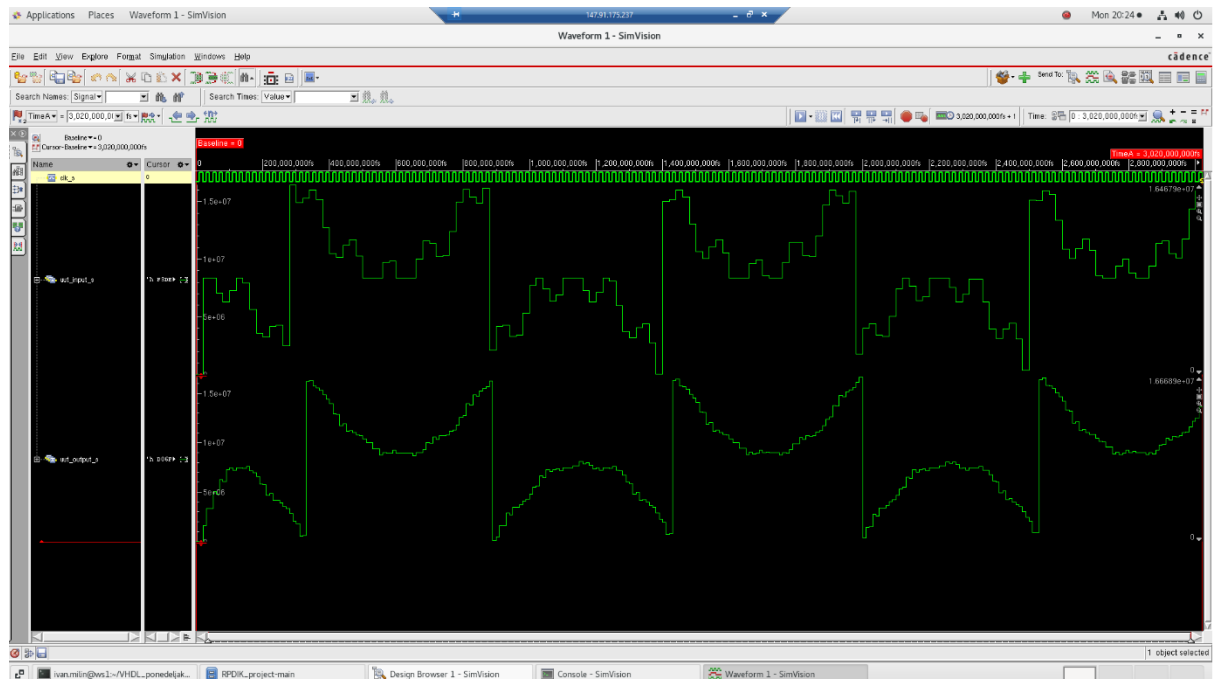 Applications Places Waveform 1 - SimVision 147.91.175.237 Mon 20:24
Waveform 1 - SimVision
File Edit View Explore Format Simulation Windows Help cādence
Send To:
Search Names: Signal Search Times: Value
TimeA = 3,020,000,0( fs 3,020,000,000fs + 1 Time: 0 : 3,020,000,000fs
Baseline = 0
Cursor-Baseline = 3,020,000,000fs
Baseline = 0
TimeA = 3,020,000,000fs
Name Cursor 0 200,000,000fs 400,000,000fs 600,000,000fs 800,000,000fs 1,000,000,000fs 1,200,000,000fs 1,400,000,000fs 1,600,000,000fs 1,800,000,000fs 2,000,000,000fs 2,200,000,000fs 2,400,000,000fs 2,600,000,000fs 2,800,000,000fs
clk_s 0
1.64679e+07
1.5e+07
1e+07
uut_input_s 'h
5e+06
0
1.66689e+07
1.5e+07
1e+07
uut_output_s 'h
5e+06
0
1 object selected
ivan.milin@ws1:~/VHDL_ponedeljak... RPDIK_project-main Design Browser 1 - SimVision Console - SimVision Waveform 1 - SimVision